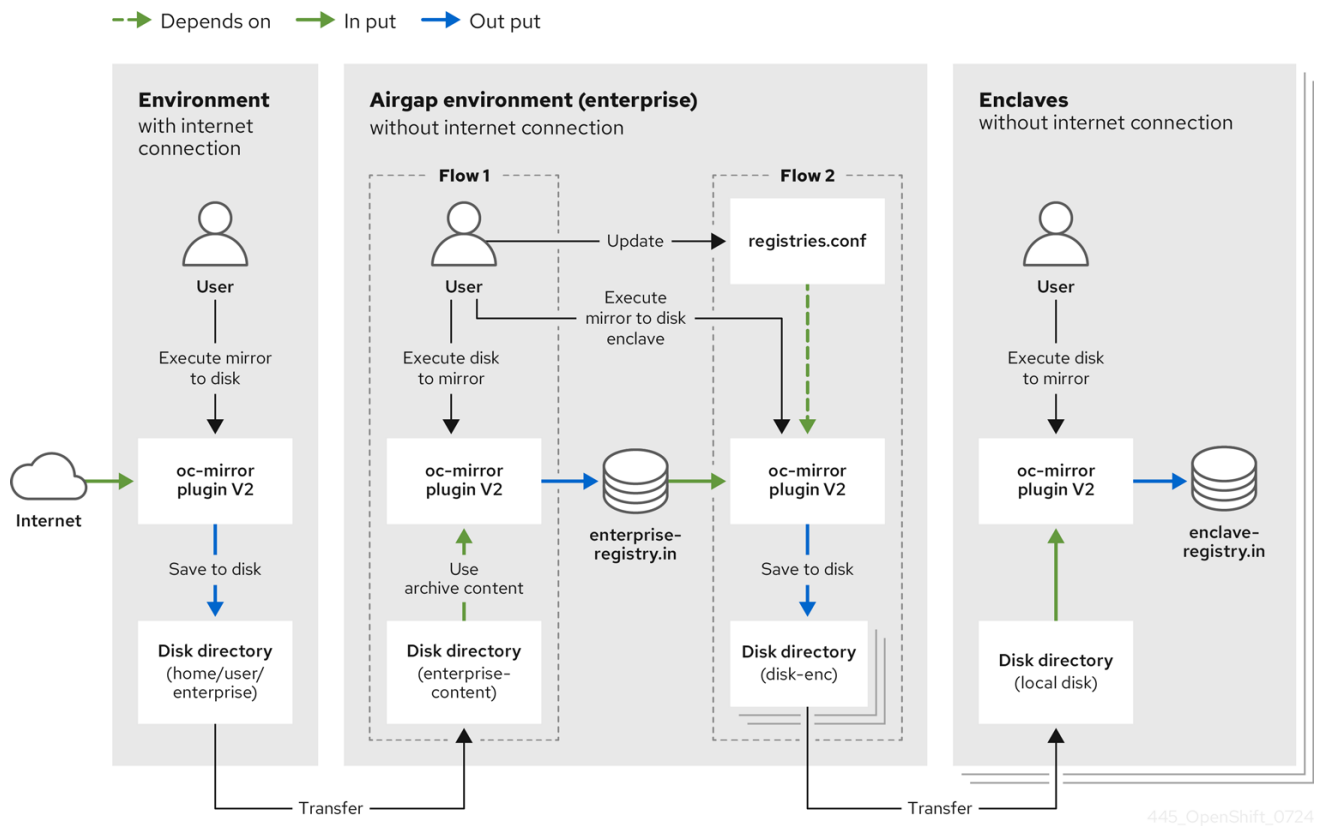 Depends on
In put
Out put
Environment
with internet
connection
User
Execute mirror
to disk
Internet
oc-mirror
plugin V2
Save to disk
Disk directory
(home/user/
enterprise)
Transfer
Airgap environment (enterprise)
without internet connection
Flow 1
User
Update
Execute
mirror to disk
enclave
Execute disk
to mirror
oc-mirror
plugin V2
enterprise-
registry.in
Use
archive content
Disk directory
(enterprise-
content)
Flow 2
registries.conf
oc-mirror
plugin V2
Save to disk
Disk directory
(disk-enc)
Transfer
Enclaves
without internet connection
User
Execute disk
to mirror
oc-mirror
plugin V2
enclave-
registry.in
Disk directory
(local disk)
445_OpenShift_0724